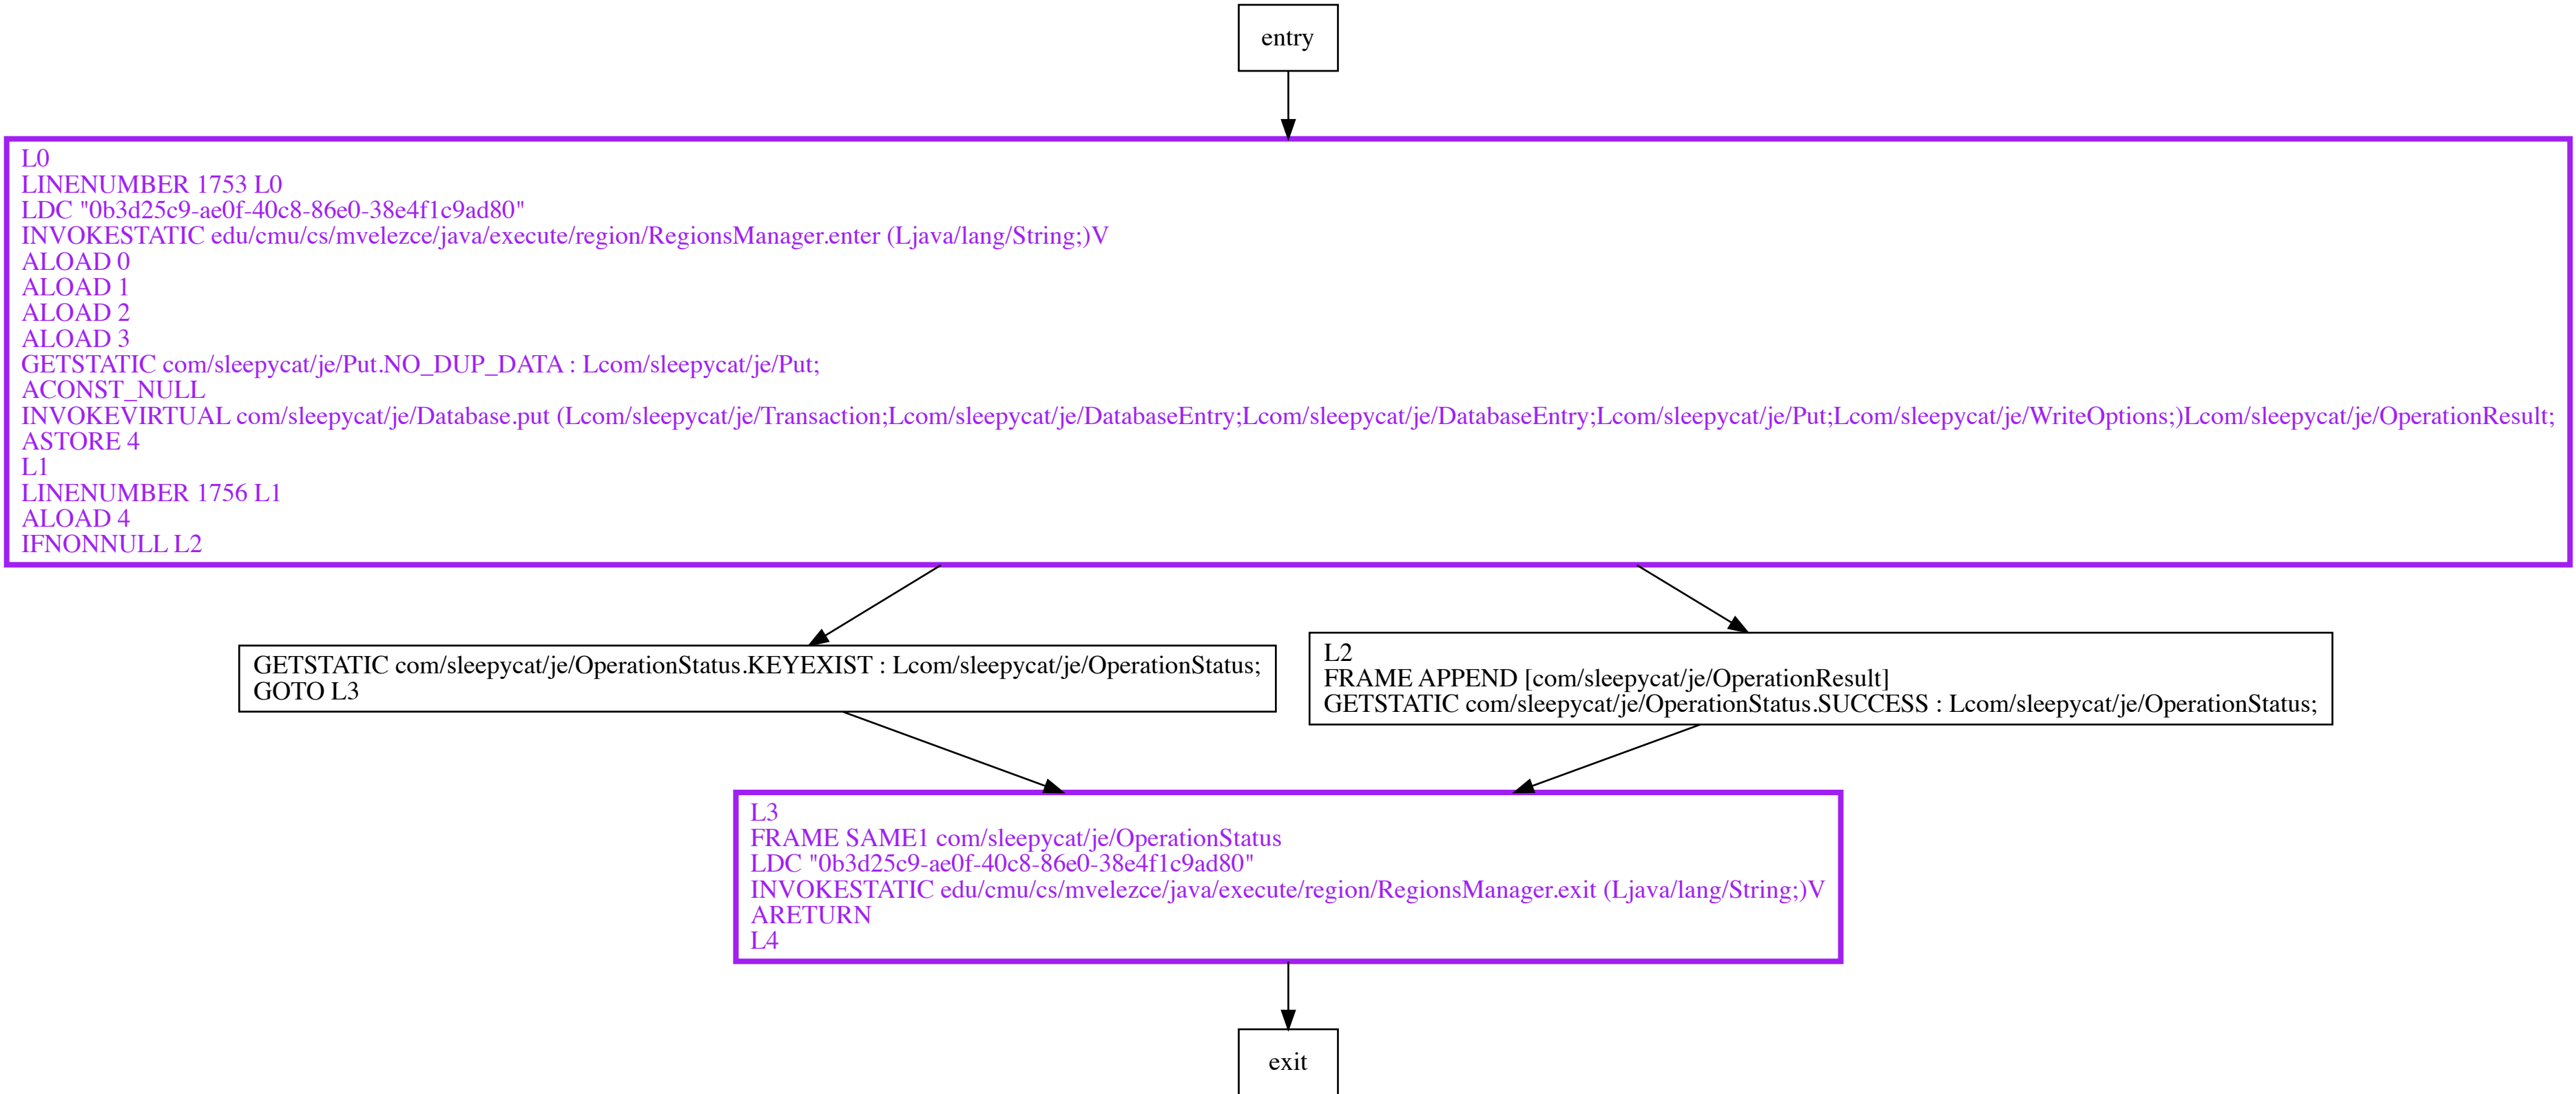 entry
L0
LINENUMBER 1753 L0
LDC "0b3d25c9-ae0f-40c8-86e0-38e4f1c9ad80"
INVOKESTATIC edu/cmu/cs/mvelezce/java/execute/region/RegionsManager.enter (Ljava/lang/String;)V
ALOAD 0
ALOAD 1
ALOAD 2
ALOAD 3
GETSTATIC com/sleepycat/je/Put.NO_DUP_DATA : Lcom/sleepycat/je/Put;
ACONST_NULL
INVOKEVIRTUAL com/sleepycat/je/Database.put (Lcom/sleepycat/je/Transaction;Lcom/sleepycat/je/DatabaseEntry;Lcom/sleepycat/je/DatabaseEntry;Lcom/sleepycat/je/Put;Lcom/sleepycat/je/WriteOptions;)Lcom/sleepycat/je/OperationResult;
ASTORE 4
L1
LINENUMBER 1756 L1
ALOAD 4
IFNONNULL L2
GETSTATIC com/sleepycat/je/OperationStatus.KEYEXIST : Lcom/sleepycat/je/OperationStatus;
GOTO L3
L2
FRAME APPEND [com/sleepycat/je/OperationResult]
GETSTATIC com/sleepycat/je/OperationStatus.SUCCESS : Lcom/sleepycat/je/OperationStatus;
L3
FRAME SAME1 com/sleepycat/je/OperationStatus
LDC "0b3d25c9-ae0f-40c8-86e0-38e4f1c9ad80"
INVOKESTATIC edu/cmu/cs/mvelezce/java/execute/region/RegionsManager.exit (Ljava/lang/String;)V
ARETURN
L4
exit